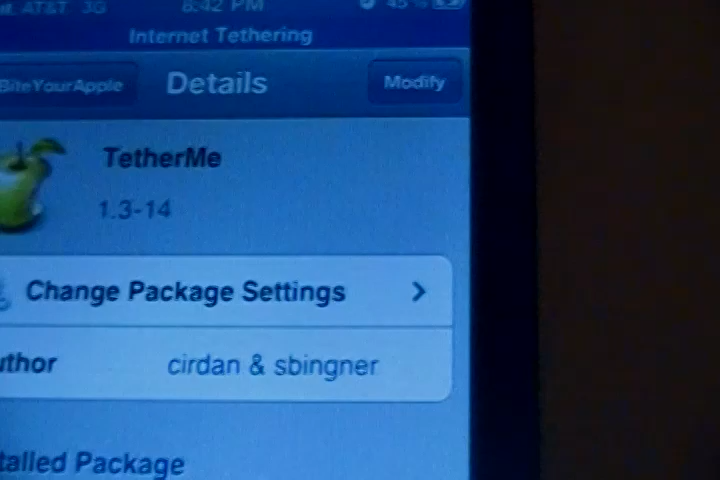 AT&T 3G 8:42 PM 45%
Internet Tethering
BiteYourApple Details Modify
TetherMe
1.3-14
Change Package Settings
uthor cirdan & sbingner
talled Package